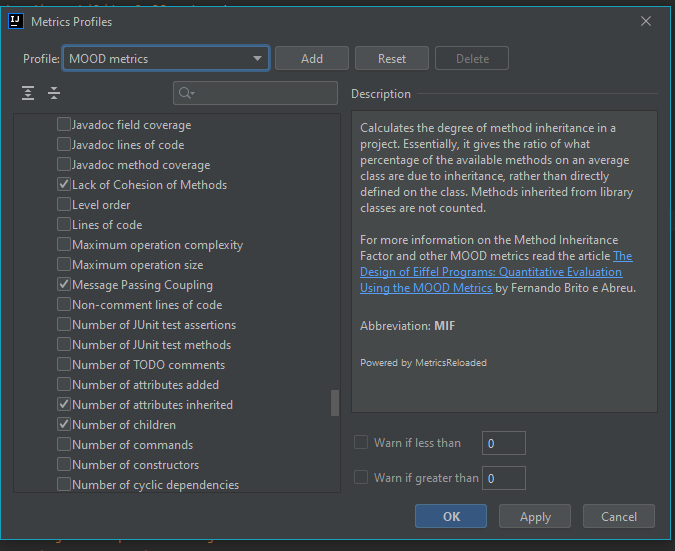 IJ
Metrics Profiles
Profile:
MOOD metrics
Add
Reset
Delete
Javadoc field coverage
Javadoc lines of code
Javadoc method coverage
Lack of Cohesion of Methods
Level order
Lines of code
Maximum operation complexity
Maximum operation size
Message Passing Coupling
Non-comment lines of code
Number of JUnit test assertions
Number of JUnit test methods
Number of TODO comments
Number of attributes added
Number of attributes inherited
Number of children
Number of commands
Number of constructors
Number of cyclic dependencies
Description
Calculates the degree of method inheritance in a
project. Essentially, it gives the ratio of what
percentage of the available methods on an average
class are due to inheritance, rather than directly
defined on the class. Methods inherited from library
classes are not counted.
For more information on the Method Inheritance
Factor and other MOOD metrics read the article The
Design of Eiffel Programs: Quantitative Evaluation
Using the MOOD Metrics by Fernando Brito e Abreu.
Abbreviation: MIF
Powered by MetricsReloaded
Warn if less than
0
Warn if greater than
0
OK
Apply
Cancel